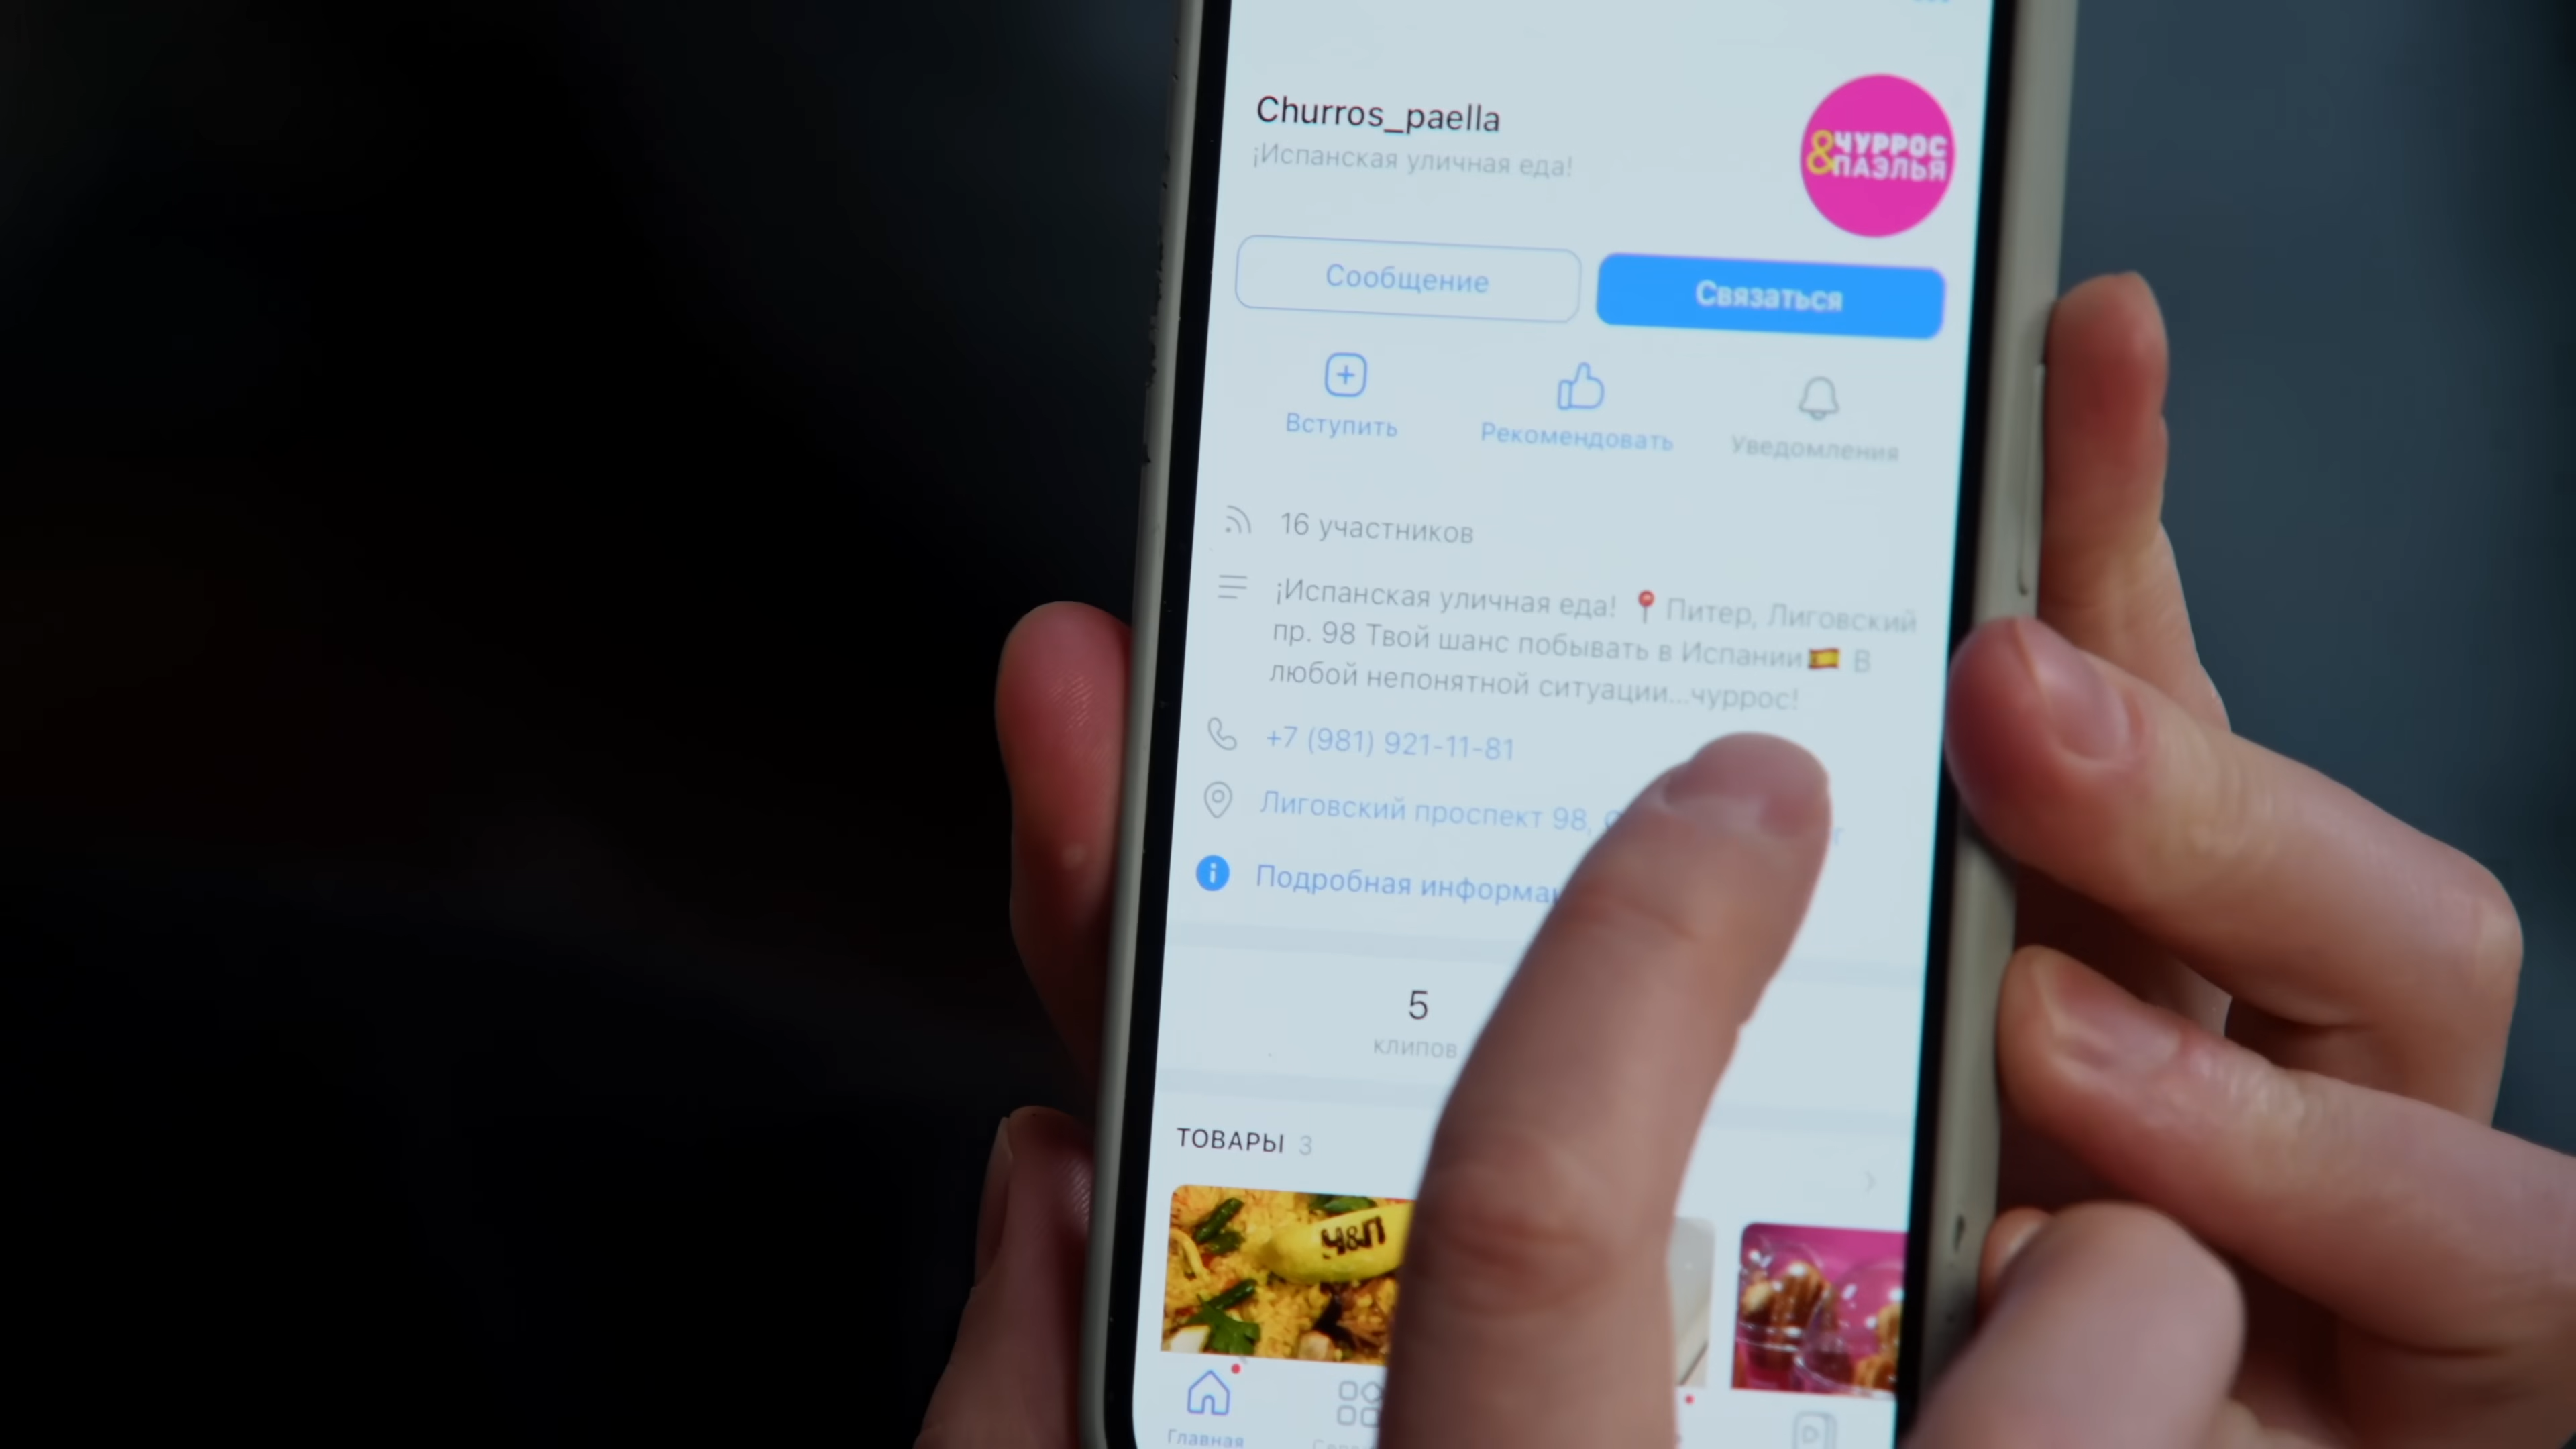 Churros_paella
¡Испанская уличная еда!
&ЧУРРОС
ПАЭЛЬЯ
Сообщение
Связаться
Вступить
Рекомендовать
Уведомления
16 участников
¡Испанская уличная еда! 📍Питер, Лиговский
пр. 98 Твой шанс побывать в Испании🇪🇸 В
любой непонятной ситуации...чуррос!
+7 (981) 921-11-81
Лиговский проспект 98,
Подробная
5
клипов
ТОВАРЫ 3
Ч&П
Главная